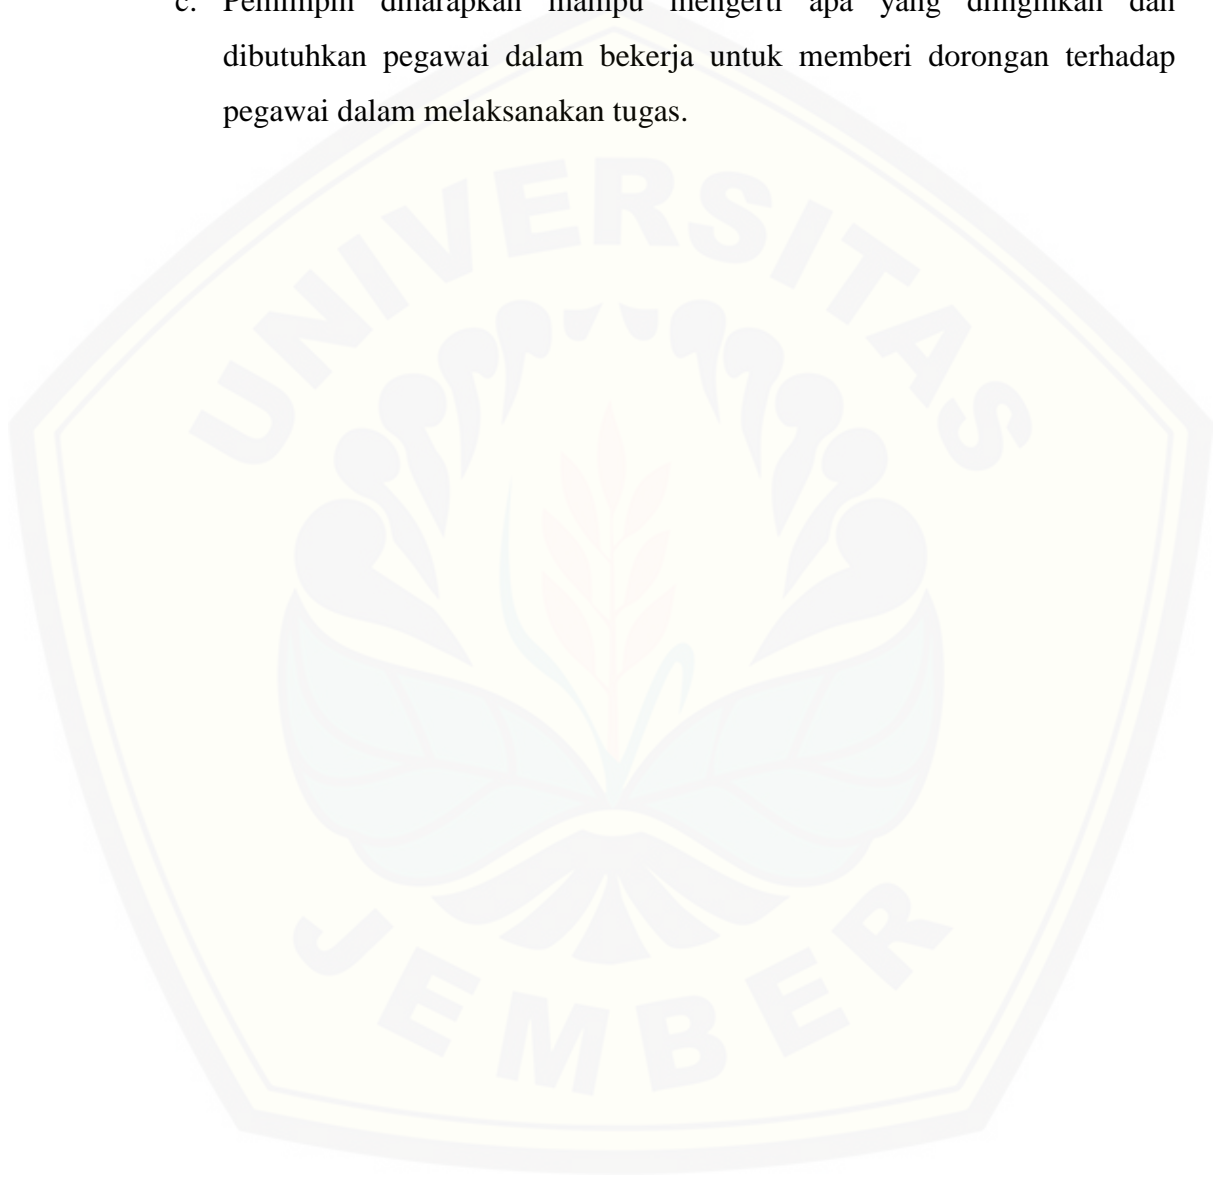 c. Pemimpin diharapkan mampu mengerti apa yang diinginkan dan
dibutuhkan pegawai dalam bekerja untuk memberi dorongan terhadap
pegawai dalam melaksanakan tugas.
UNIVERSITAS
JEMBER